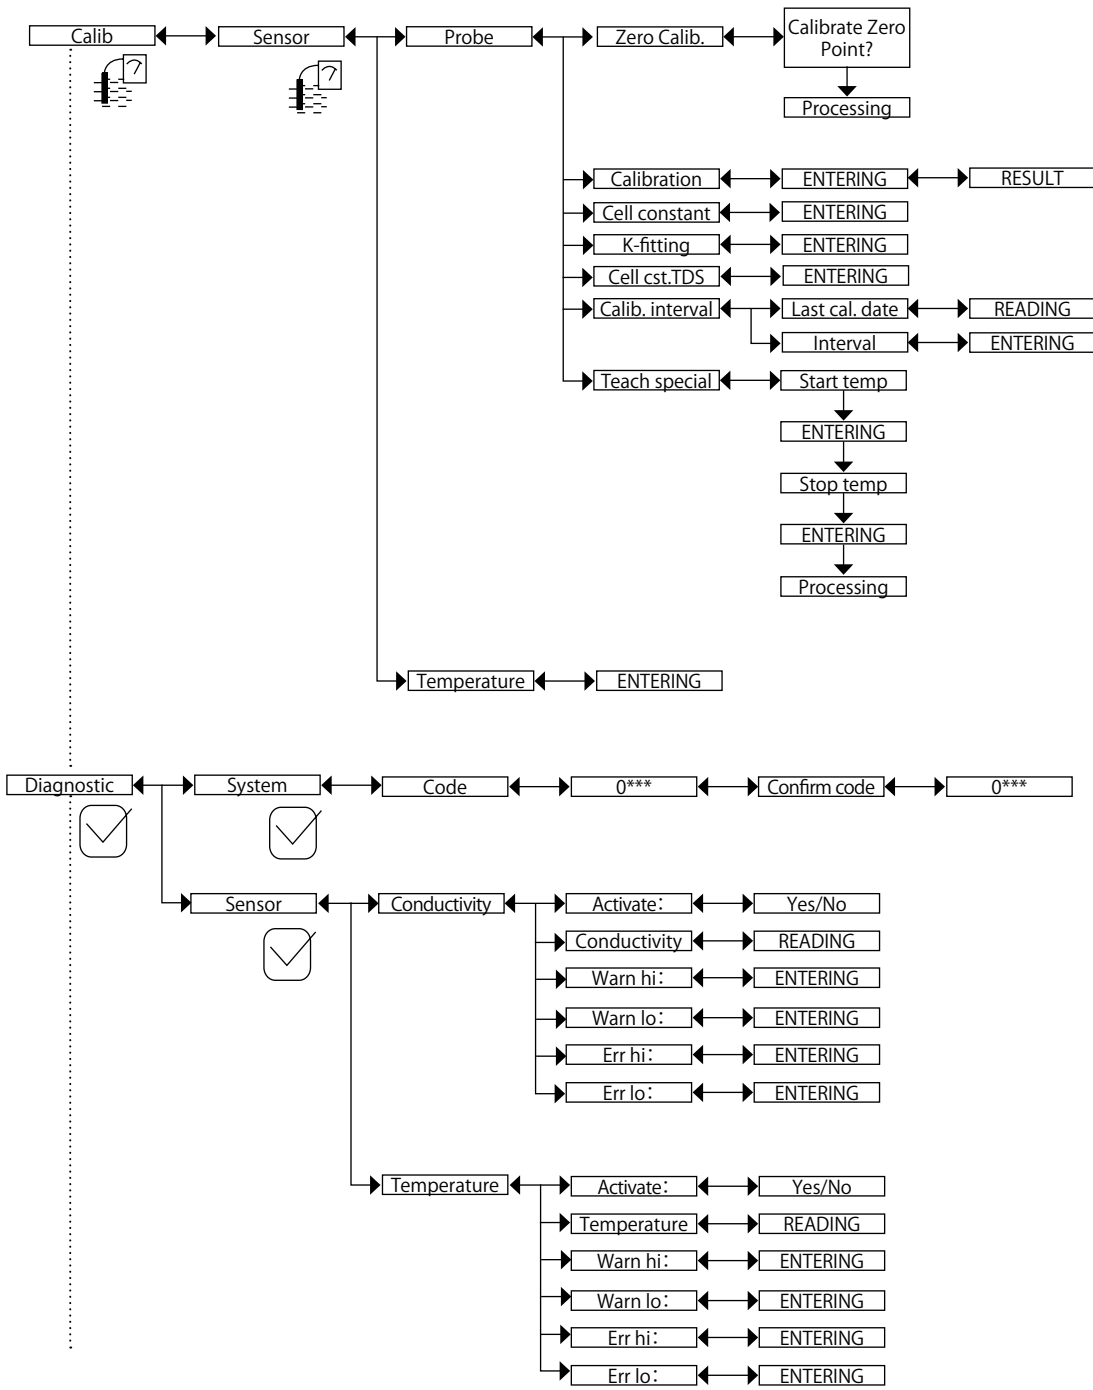 Calib
Sensor
Probe
Zero Calib.
Calibrate Zero
Point?
Processing
Calibration
ENTERING
RESULT
Cell constant
ENTERING
K-fitting
ENTERING
Cell cst.TDS
ENTERING
Calib. interval
Last cal. date
READING
Interval
ENTERING
Teach special
Start temp
ENTERING
Stop temp
ENTERING
Processing
Temperature
ENTERING
Diagnostic
System
Code
0***
Confirm code
0***
Sensor
Conductivity
Activate:
Yes/No
Conductivity
READING
Warn hi:
ENTERING
Warn lo:
ENTERING
Err hi:
ENTERING
Err lo:
ENTERING
Temperature
Activate:
Yes/No
Temperature
READING
Warn hi:
ENTERING
Warn lo:
ENTERING
Err hi:
ENTERING
Err lo:
ENTERING